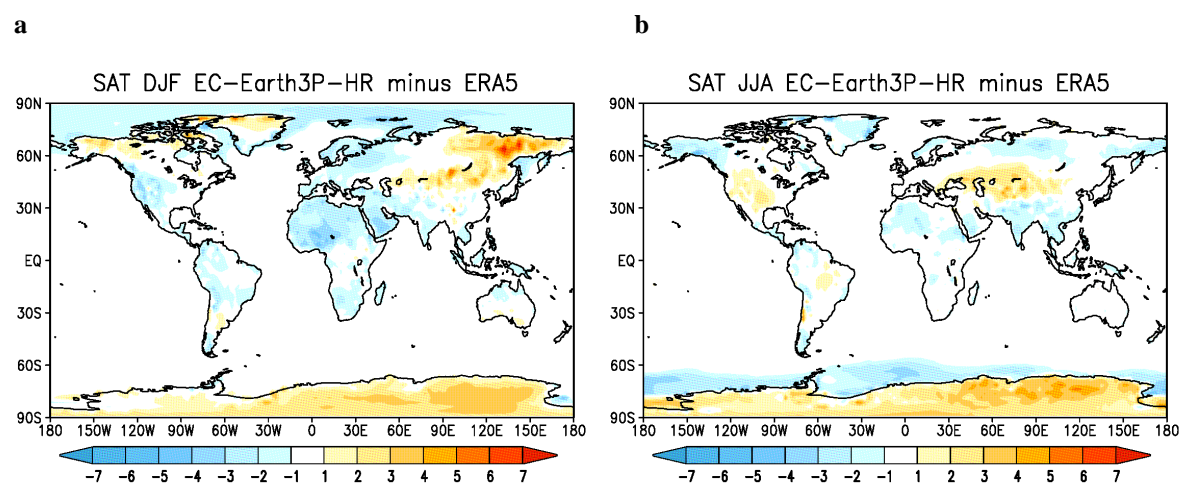 a
b
SAT DJF EC-Earth3P-HR minus ERA5
SAT JJA EC-Earth3P-HR minus ERA5
90N
60N
30N
EQ
30S
60S
90S
180 150W 120W 90W 60W 30W 0 30E 60E 90E 120E 150E 180
-7 -6 -5 -4 -3 -2 -1 1 2 3 4 5 6 7
90N
60N
30N
EQ
30S
60S
90S
180 150W 120W 90W 60W 30W 0 30E 60E 90E 120E 150E 180
-7 -6 -5 -4 -3 -2 -1 1 2 3 4 5 6 7